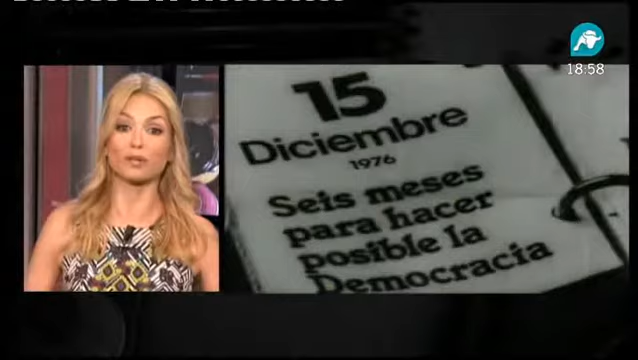 18:58
15
Diciembre
1976
Seis meses
para hacer
posible la
Democracia